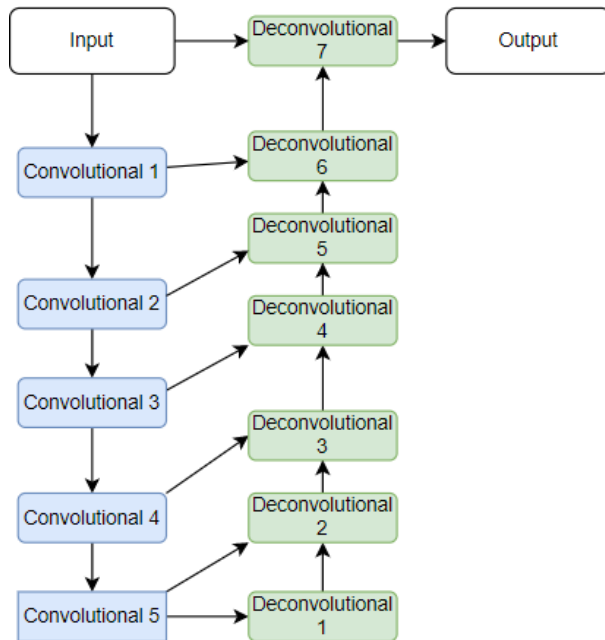 Input
Deconvolutional
7
Output
Convolutional 1
Deconvolutional
6
Deconvolutional
5
Convolutional 2
Deconvolutional
4
Convolutional 3
Deconvolutional
3
Convolutional 4
Deconvolutional
2
Convolutional 5
Deconvolutional
1